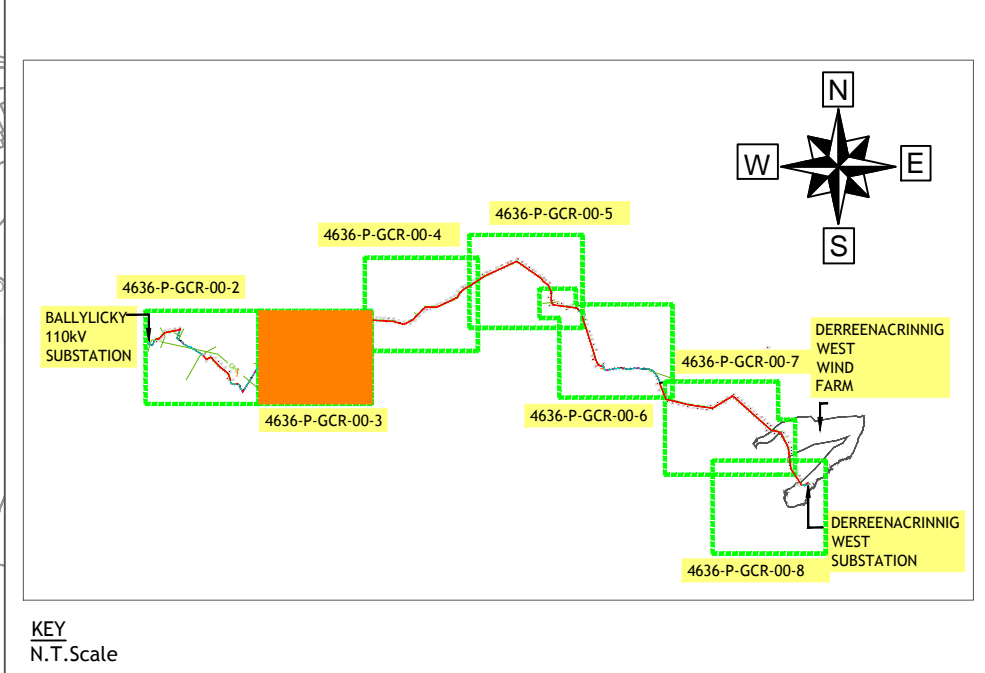 N
W
E
S
4636-P-GCR-00-5
4636-P-GCR-00-4
4636-P-GCR-00-2
BALLYLICKY
110kV
SUBSTATION
DERREENACRINNIG
WEST
WIND
FARM
4636-P-GCR-00-7
4636-P-GCR-00-3
4636-P-GCR-00-6
DERREENACRINNIG
WEST
SUBSTATION
4636-P-GCR-00-8
KEY
N.T.Scale